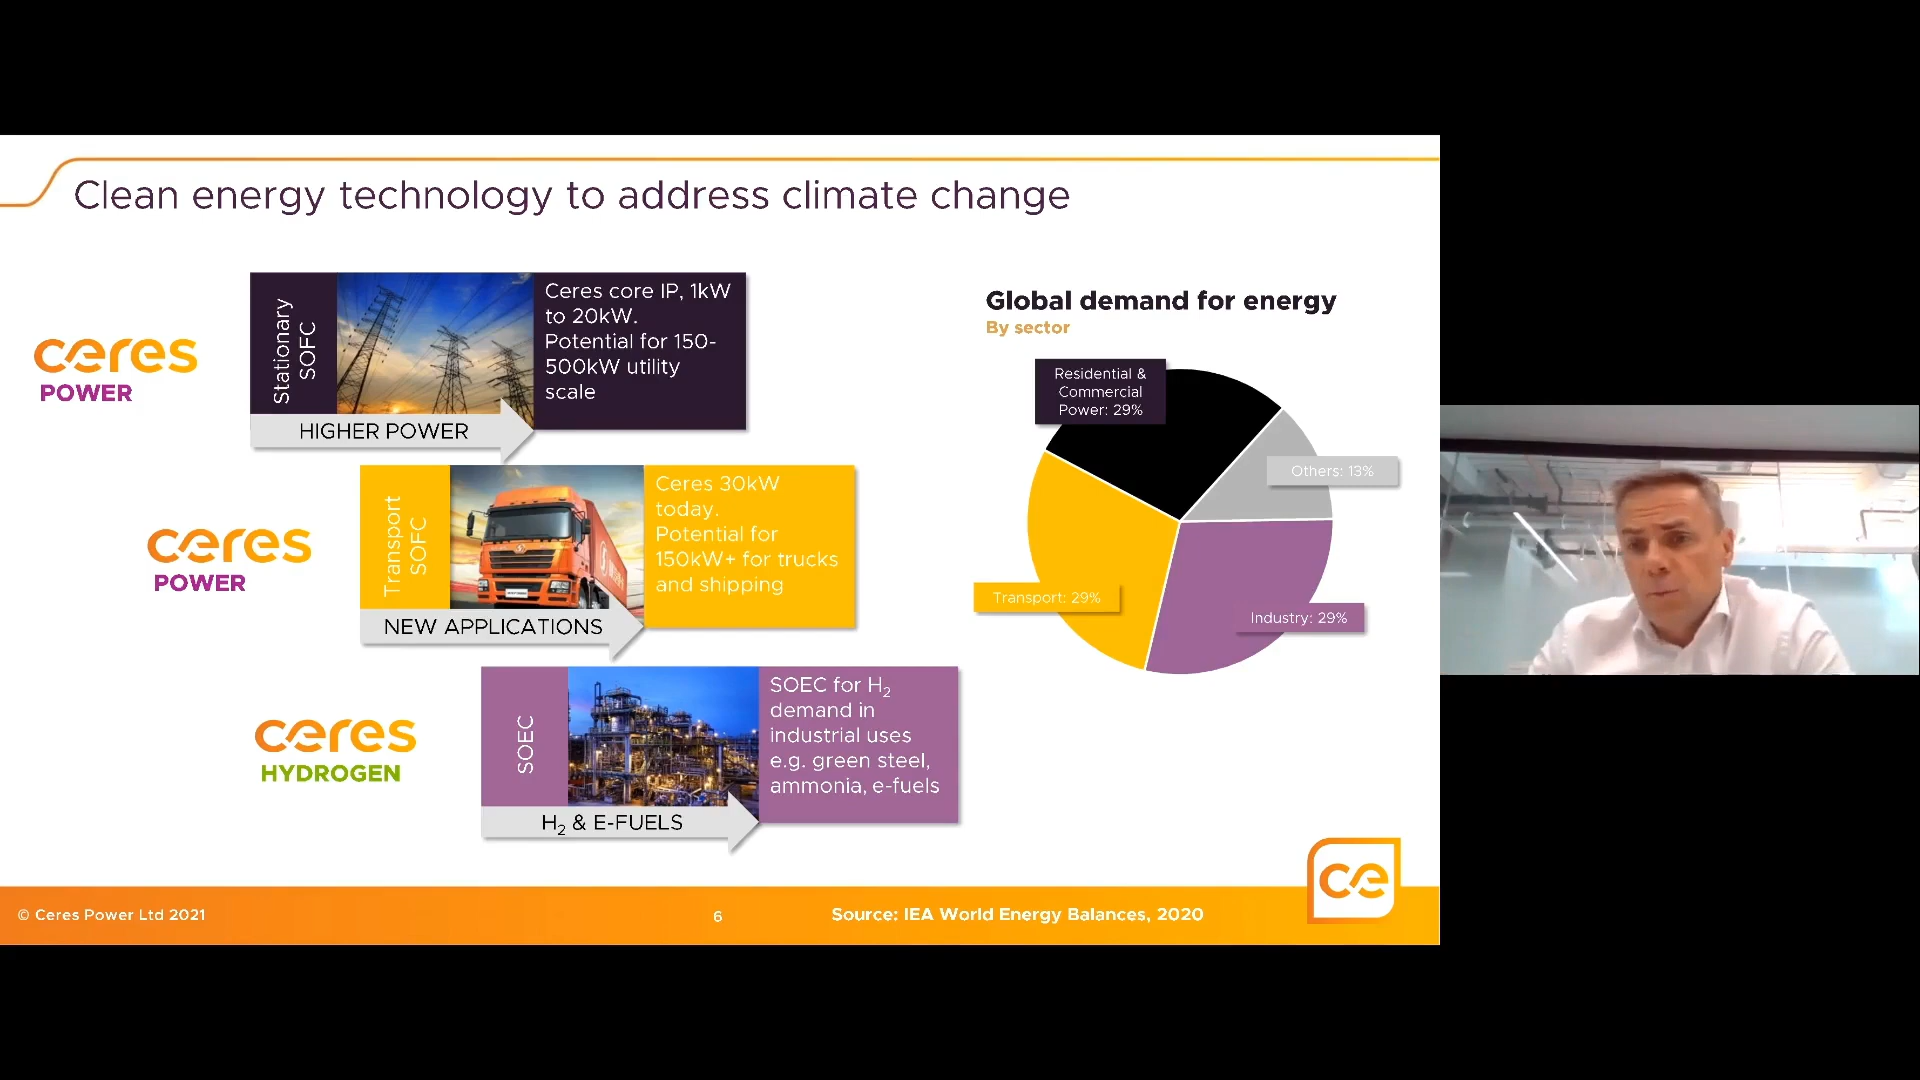 Clean energy technology to address climate change
ceres
POWER
Stationary
SOFC
Ceres core IP, 1kW
to 20kW.
Potential for 150-
500kW utility
scale
HIGHER POWER
ceres
POWER
Transport
SOFC
Ceres 30kW
today.
Potential for
150kW+ for trucks
and shipping
NEW APPLICATIONS
ceres
HYDROGEN
SOEC
SOEC for H₂
demand in
industrial uses
e.g. green steel,
ammonia, e-fuels
H₂ & E-FUELS
Global demand for energy
By sector
Residential &
Commercial
Power: 29%
Others: 13%
Transport: 29%
Industry: 29%
ce
© Ceres Power Ltd 2021
6
Source: IEA World Energy Balances, 2020